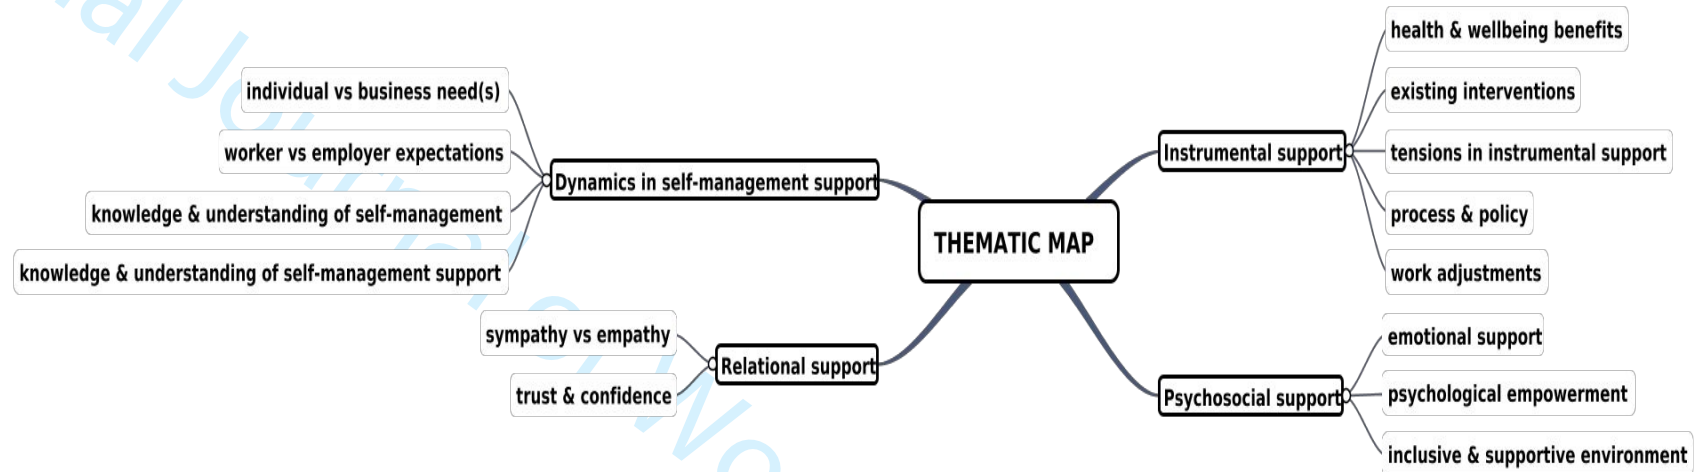 individual vs business need(s)
worker vs employer expectations
knowledge & understanding of self-management
knowledge & understanding of self-management support
Dynamics in self-management support
sympathy vs empathy
trust & confidence
Relational support
THEMATIC MAP
Instrumental support
health & wellbeing benefits
existing interventions
tensions in instrumental support
process & policy
work adjustments
Psychosocial support
emotional support
psychological empowerment
inclusive & supportive environment